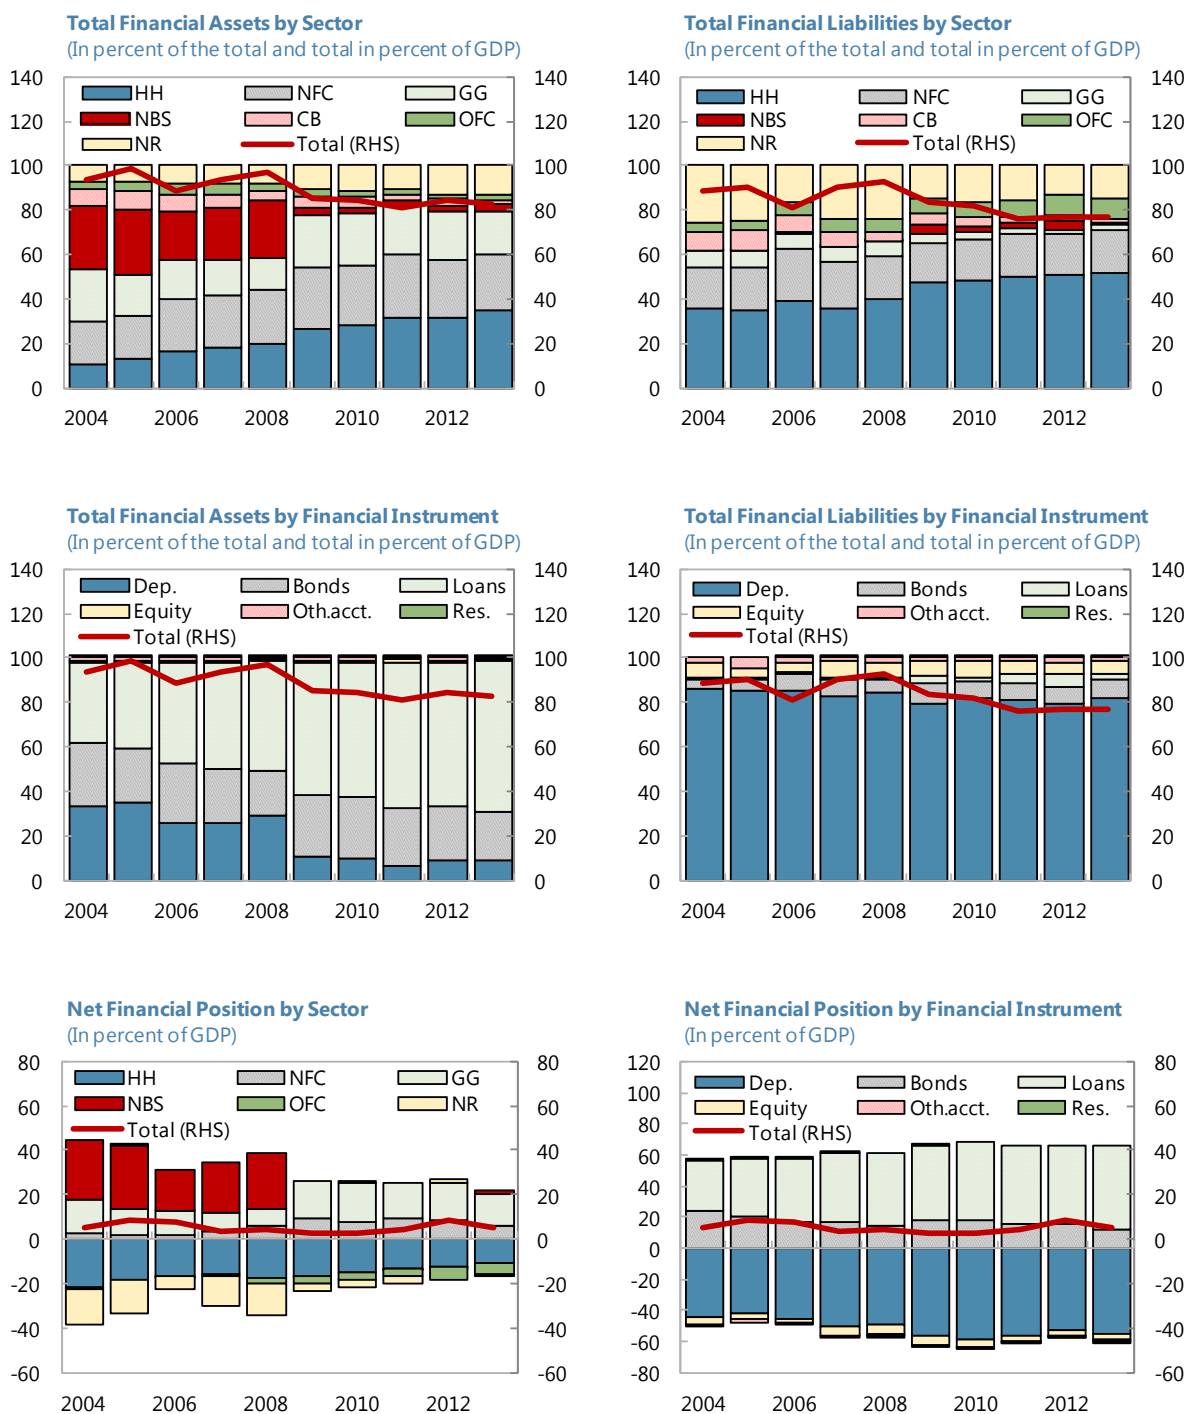 Total Financial Assets by Sector
(In percent of the total and total in percent of GDP)
140 140
HH NFC GG
120 120
NBS CB OFC
NR Total (RHS)
100 100
80 80
60 60
40 40
20 20
0 0
2004 2006 2008 2010 2012
Total Financial Liabilities by Sector
(In percent of the total and total in percent of GDP)
140 140
HH NFC GG
120 120
NBS CB OFC
NR Total (RHS)
100 100
80 80
60 60
40 40
20 20
0 0
2004 2006 2008 2010 2012
Total Financial Assets by Financial Instrument
(In percent of the total and total in percent of GDP)
140 140
Dep. Bonds Loans
120 120
Equity Oth.acct. Res.
Total (RHS)
100 100
80 80
60 60
40 40
20 20
0 0
2004 2006 2008 2010 2012
Total Financial Liabilities by Financial Instrument
(In percent of the total and total in percent of GDP)
140 140
Dep. Bonds Loans
120 120
Equity Oth acct. Res.
Total (RHS)
100 100
80 80
60 60
40 40
20 20
0 0
2004 2006 2008 2010 2012
Net Financial Position by Sector
(In percent of GDP)
80 80
HH NFC GG
60 60
NBS OFC NR
Total (RHS)
40 40
20 20
0 0
-20 -20
-40 -40
-60 -60
2004 2006 2008 2010 2012
Net Financial Position by Financial Instrument
(In percent of GDP)
120 80
Dep. Bonds Loans
100 60
Equity Oth.acct. Res.
80
Total (RHS)
60 40
40 20
20
0 0
-20 -20
-40
-60 -40
-80 -60
2004 2006 2008 2010 2012